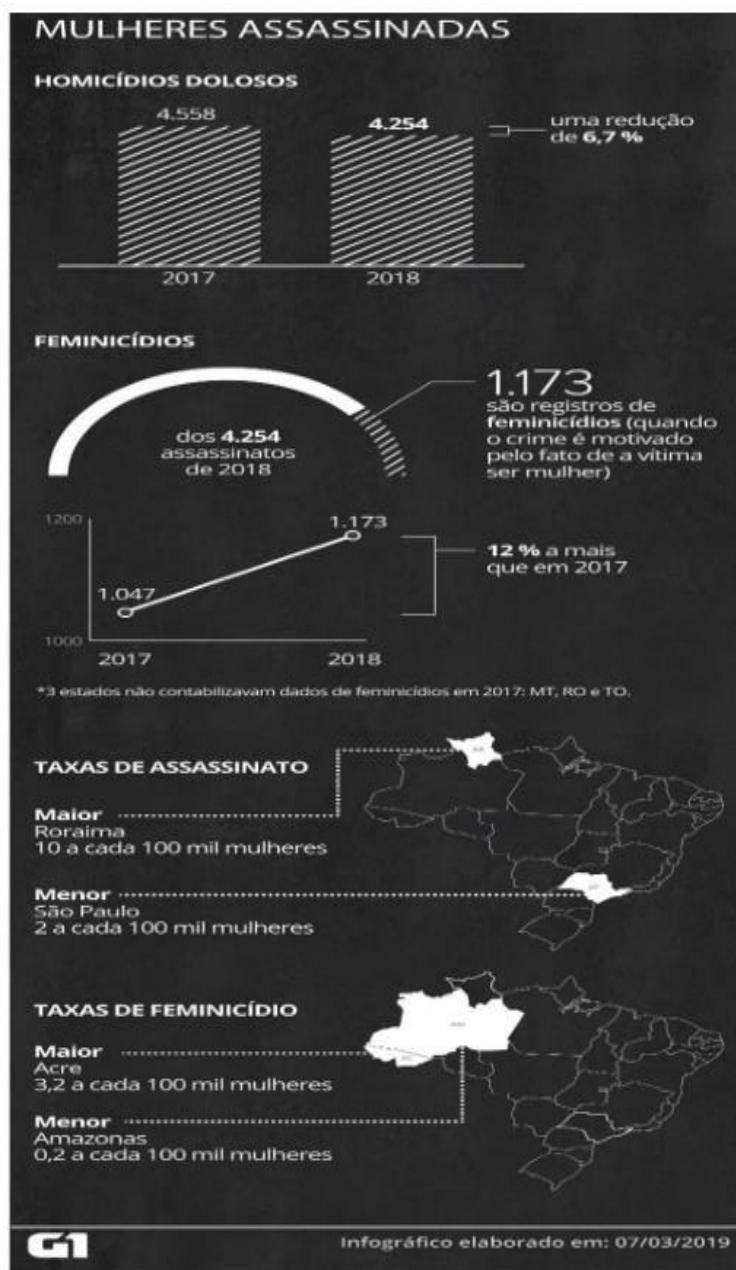 MULHERES ASSASSINADAS
HOMICÍDIOS DOLOSOS
4.558
4.254
uma redução
de 6,7 %
2017
2018
FEMINICÍDIOS
dos 4.254
assassinatos
de 2018
1.173
são registros de
feminicídios (quando
o crime é motivado
pelo fato de a vítima
ser mulher)
1200
1.173
1.047
12 % a mais
que em 2017
1000
2017
2018
*3 estados não contabilizavam dados de feminicídios em 2017: MT, RO e TO.
TAXAS DE ASSASSINATO
Maior
Roraima
10 a cada 100 mil mulheres
Menor
São Paulo
2 a cada 100 mil mulheres
TAXAS DE FEMINICÍDIO
Maior
Acre
3,2 a cada 100 mil mulheres
Menor
Amazonas
0,2 a cada 100 mil mulheres
G1
Infográfico elaborado em: 07/03/2019